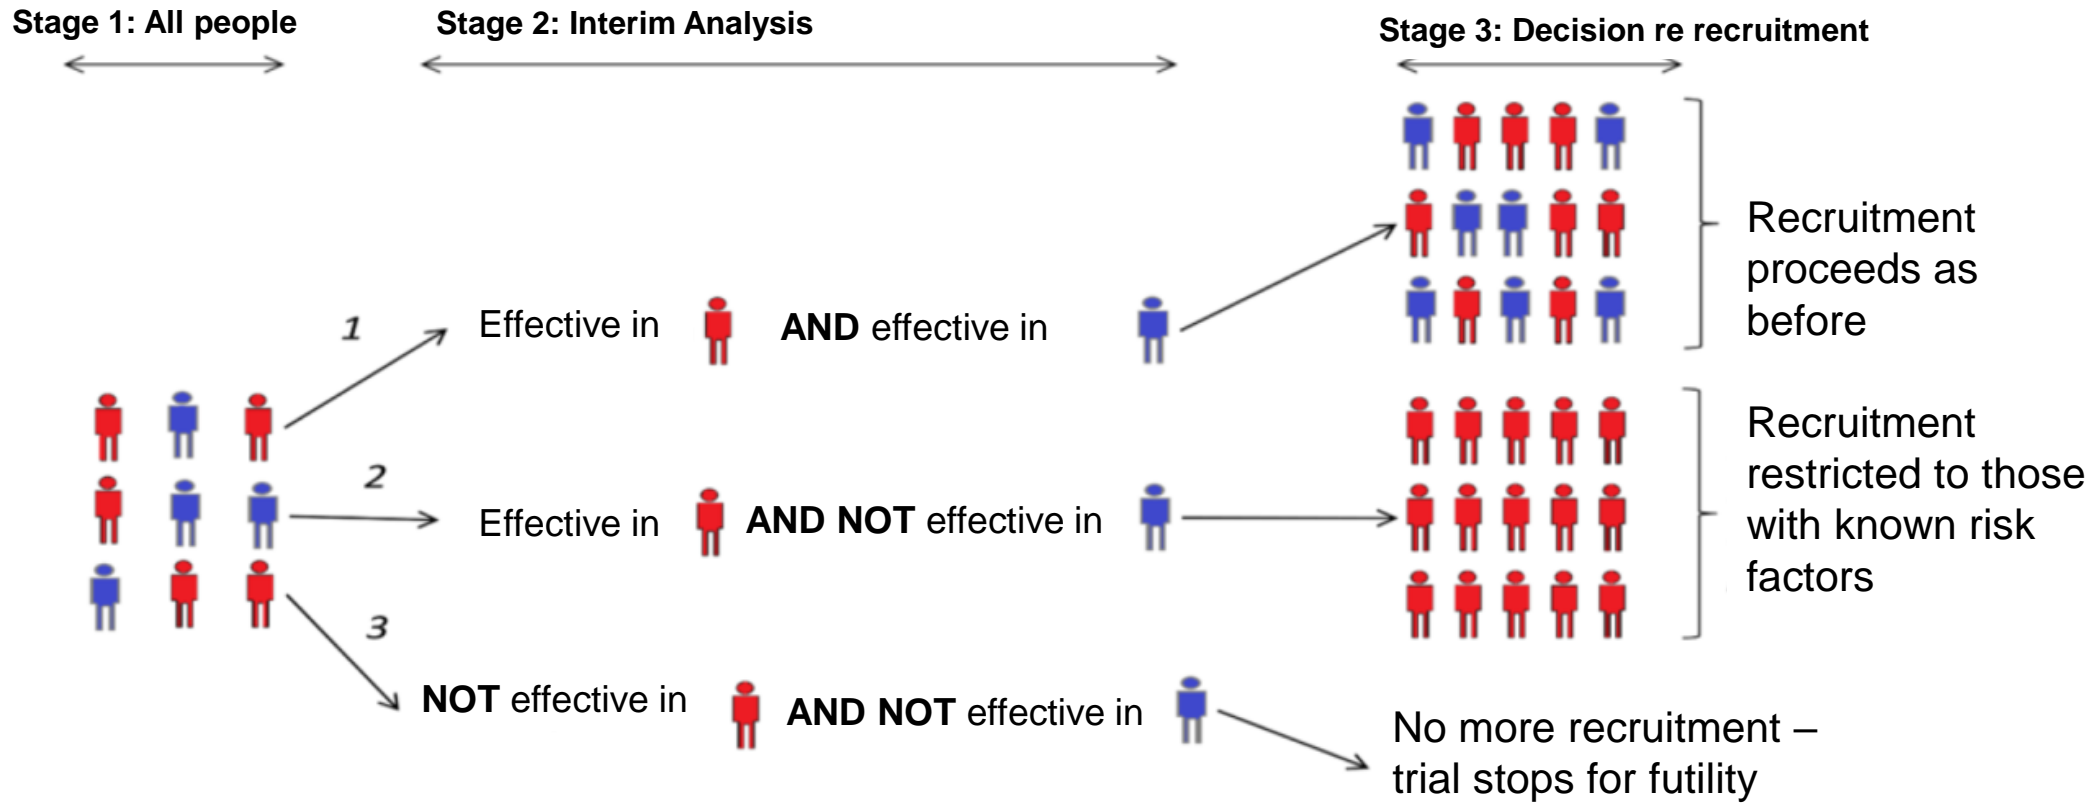 Stage 1: All people
Stage 2: Interim Analysis
Stage 3: Decision re recruitment
1
Effective in
AND effective in
Recruitment
proceeds as
before
2
Effective in
AND NOT effective in
Recruitment
restricted to those
with known risk
factors
3
NOT effective in
AND NOT effective in
No more recruitment –
trial stops for futility